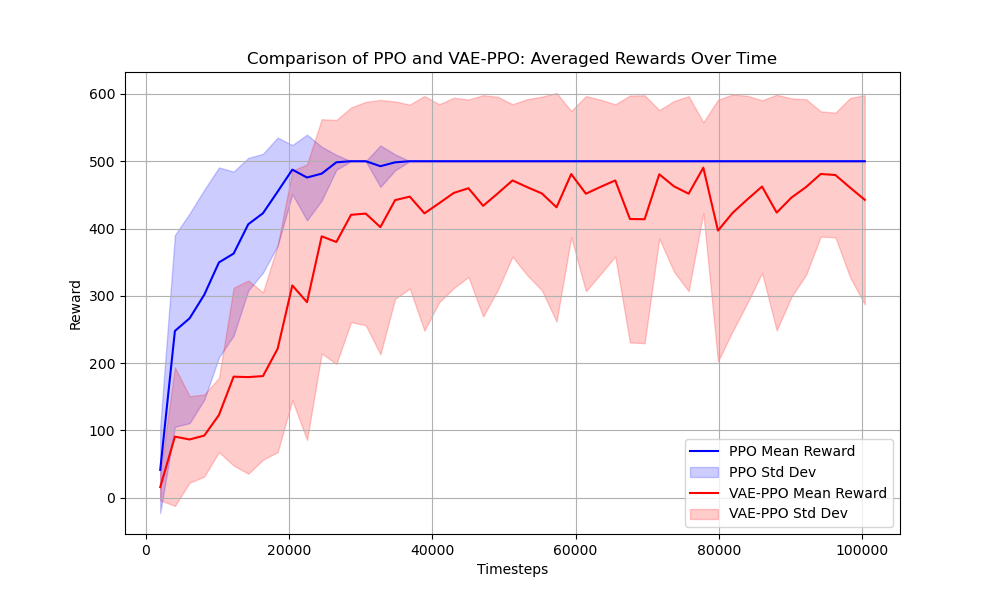 Comparison of PPO and VAE-PPO: Averaged Rewards Over Time
600
500
400
300
200
100
0
Reward
0 20000 40000 60000 80000 100000
Timesteps
PPO Mean Reward
PPO Std Dev
VAE-PPO Mean Reward
VAE-PPO Std Dev